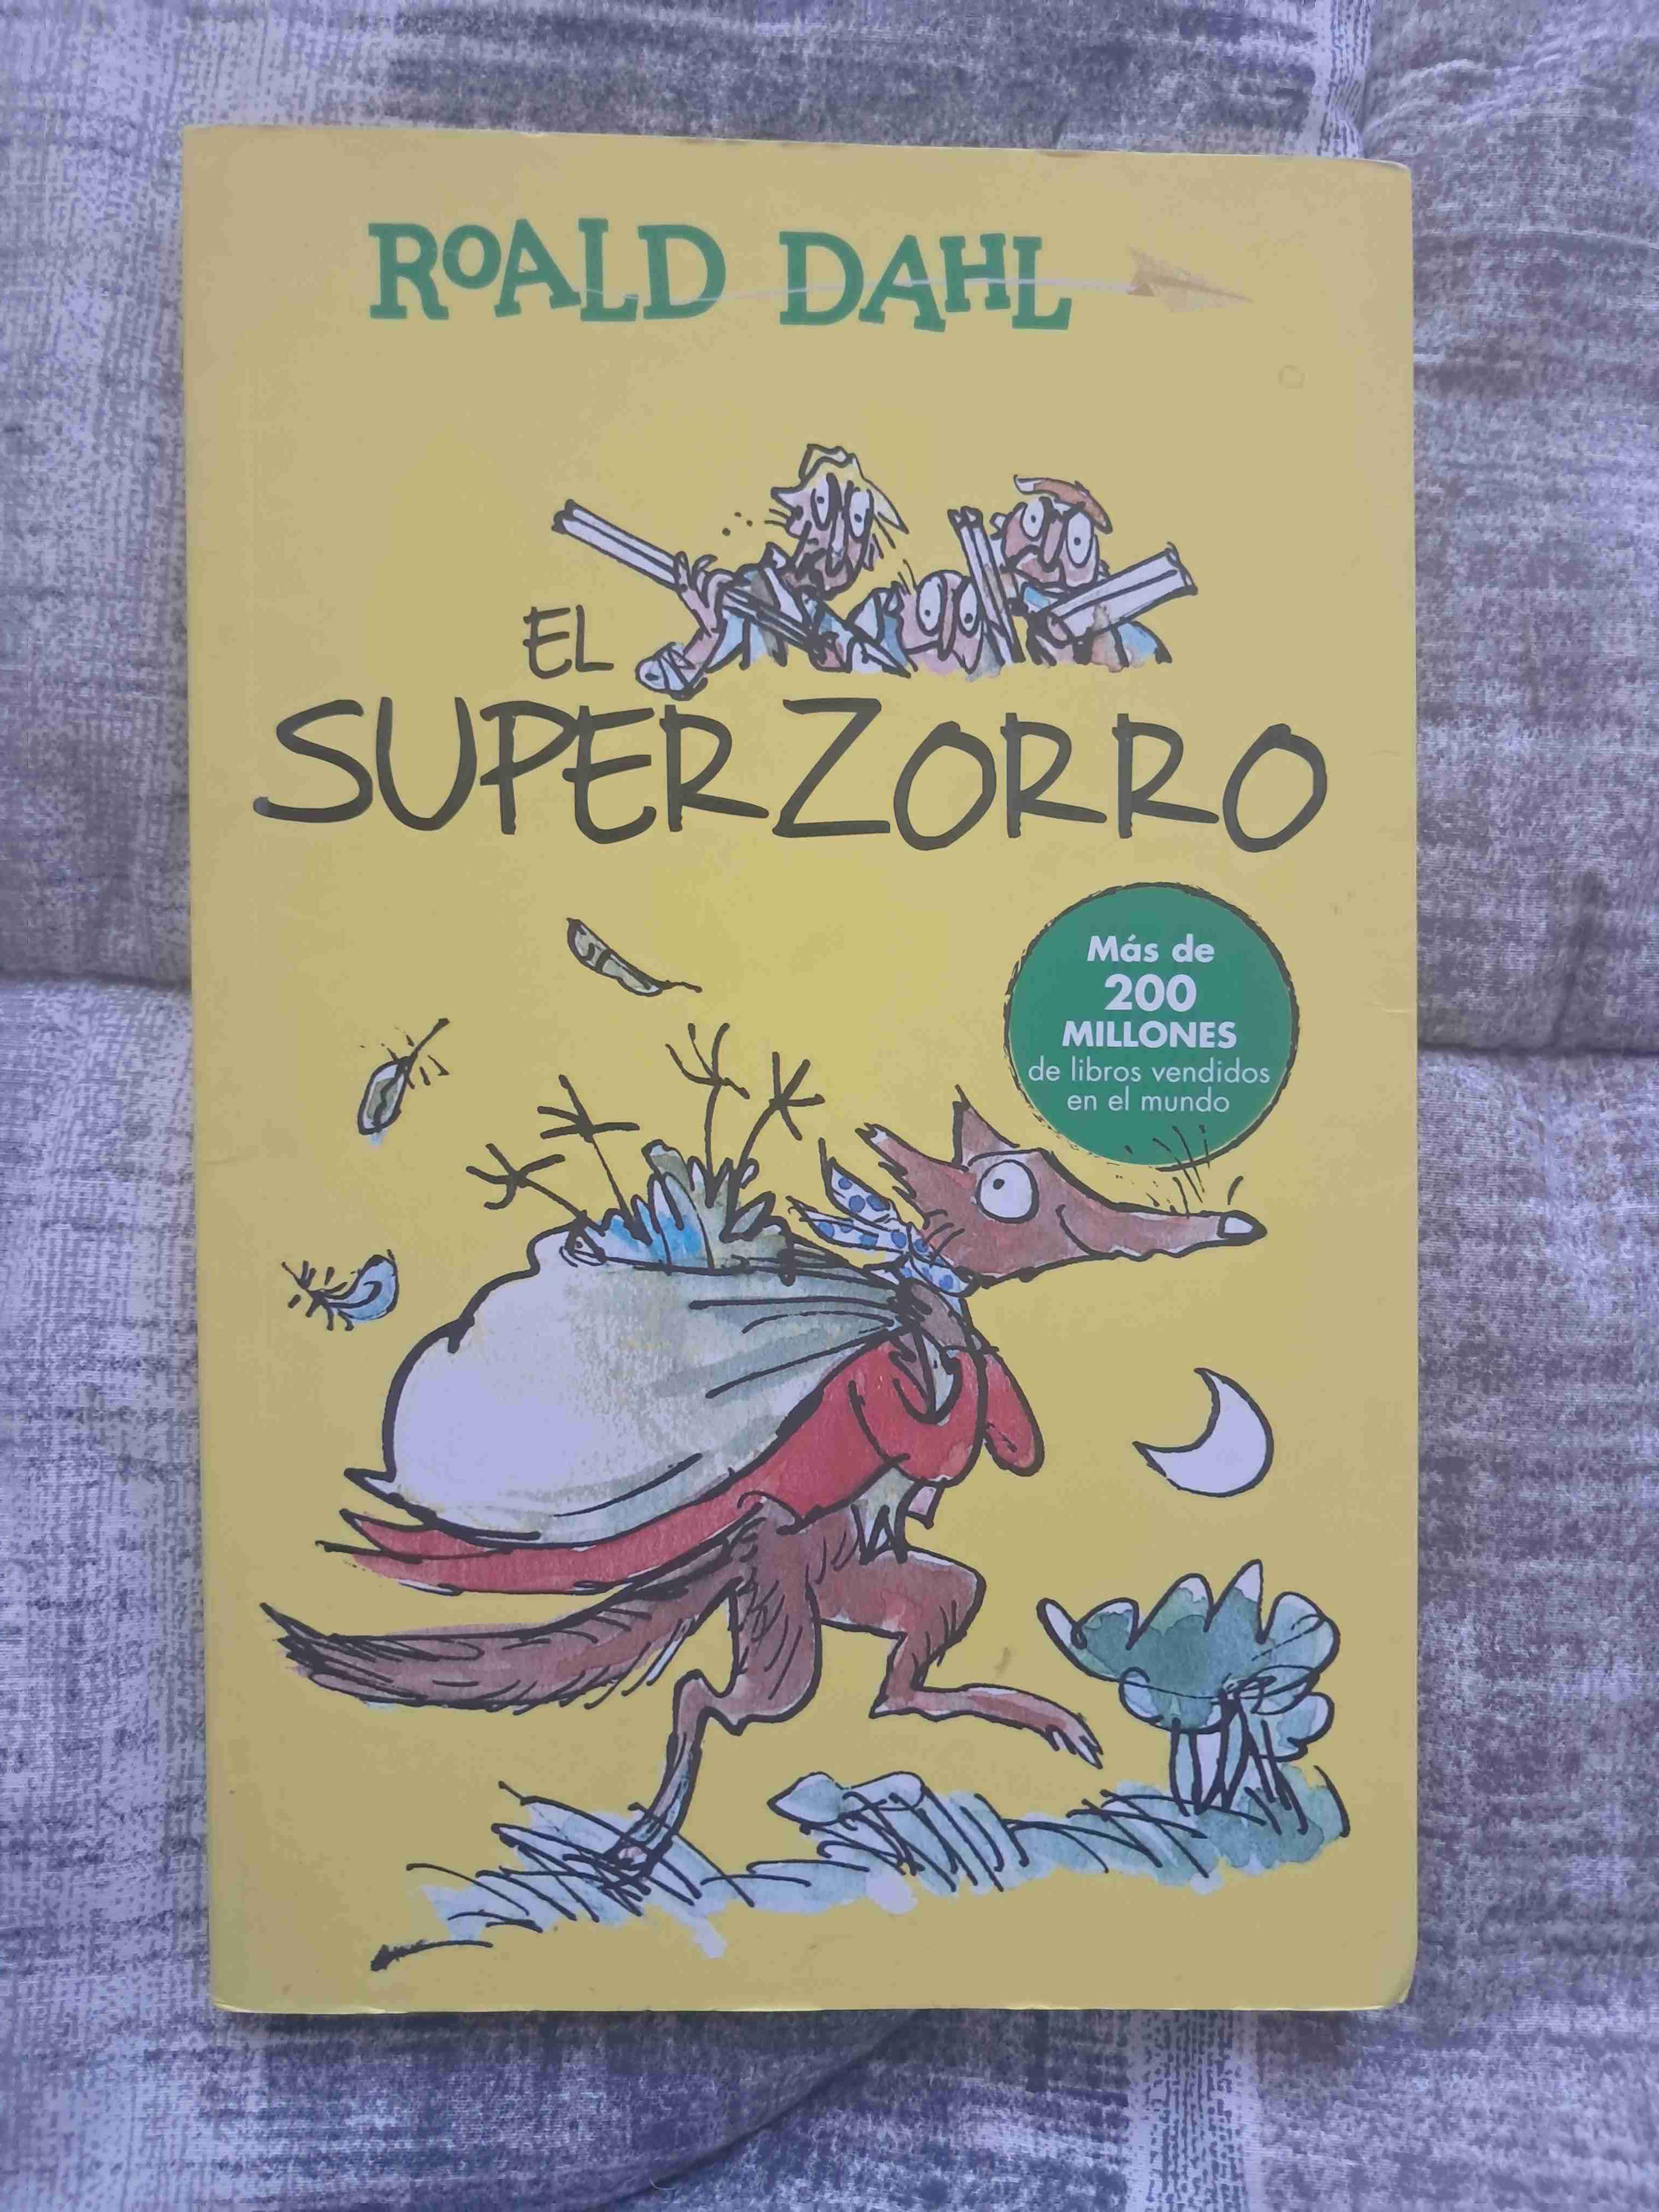 ROALD DAHL
EL
SUPERZORRO
Más de
200
MILLONES
de libros vendidos
en el mundo